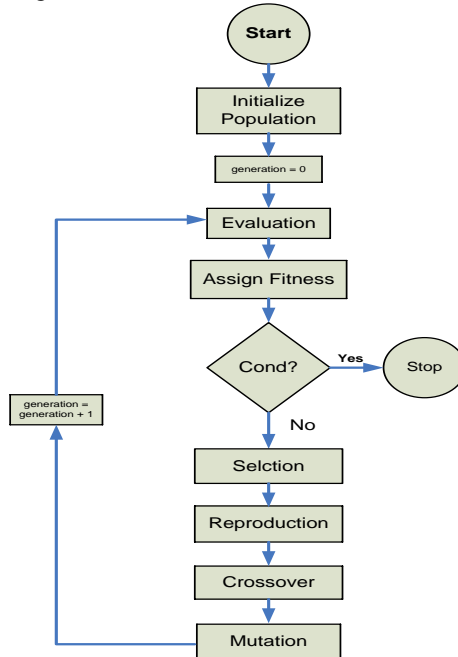 Start
Initialize
Population
generation = 0
Evaluation
Assign Fitness
Cond?
Yes
Stop
No
Selction
Reproduction
Crossover
Mutation
generation =
generation + 1